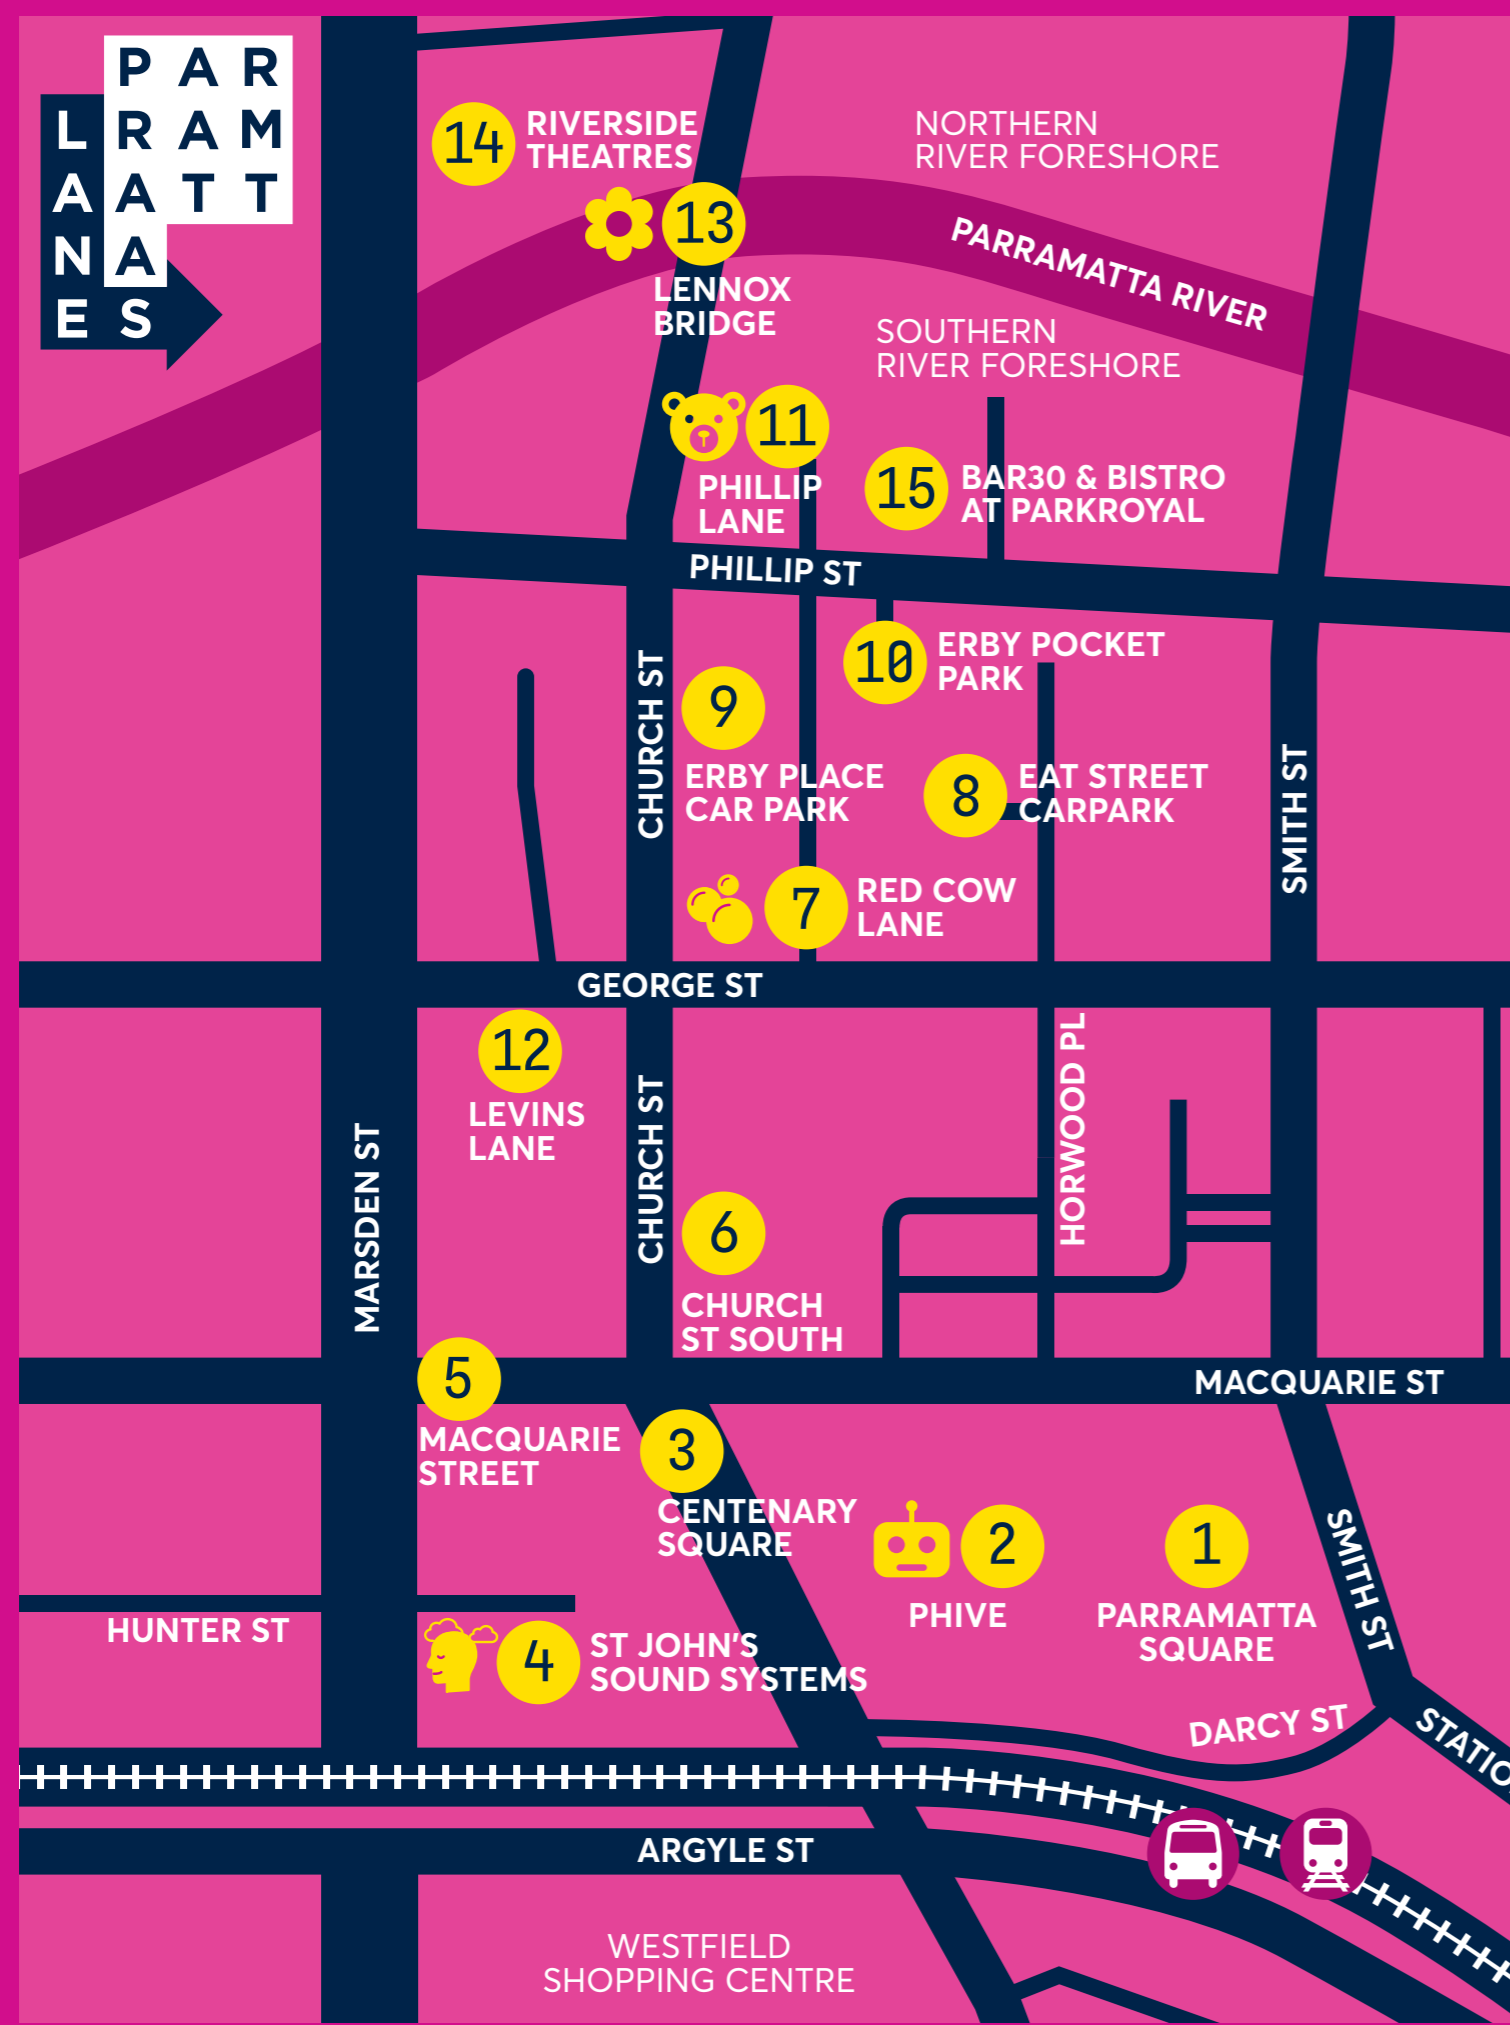 PAR
LRAM
AATT
NA
ES
14
RIVERSIDE
THEATRES
NORTHERN
RIVER FORESHORE
13
LENNOX
BRIDGE
PARRAMATTA RIVER
SOUTHERN
RIVER FORESHORE
11
PHILLIP
LANE
15
BAR30 & BISTRO
AT PARKROYAL
PHILLIP ST
10
ERBY POCKET
PARK
CHURCH ST
9
ERBY PLACE
CAR PARK
8
EAT STREET
CARPARK
SMITH ST
7
RED COW
LANE
GEORGE ST
12
LEVINS
LANE
MARSDEN ST
CHURCH ST
HORWOOD PL
6
CHURCH
ST SOUTH
5
MACQUARIE
STREET
MACQUARIE ST
3
CENTENARY
SQUARE
2
PHIVE
1
PARRAMATTA
SQUARE
SMITH ST
HUNTER ST
4
ST JOHN'S
SOUND SYSTEMS
DARCY ST
STATIO
ARGYLE ST
WESTFIELD
SHOPPING CENTRE